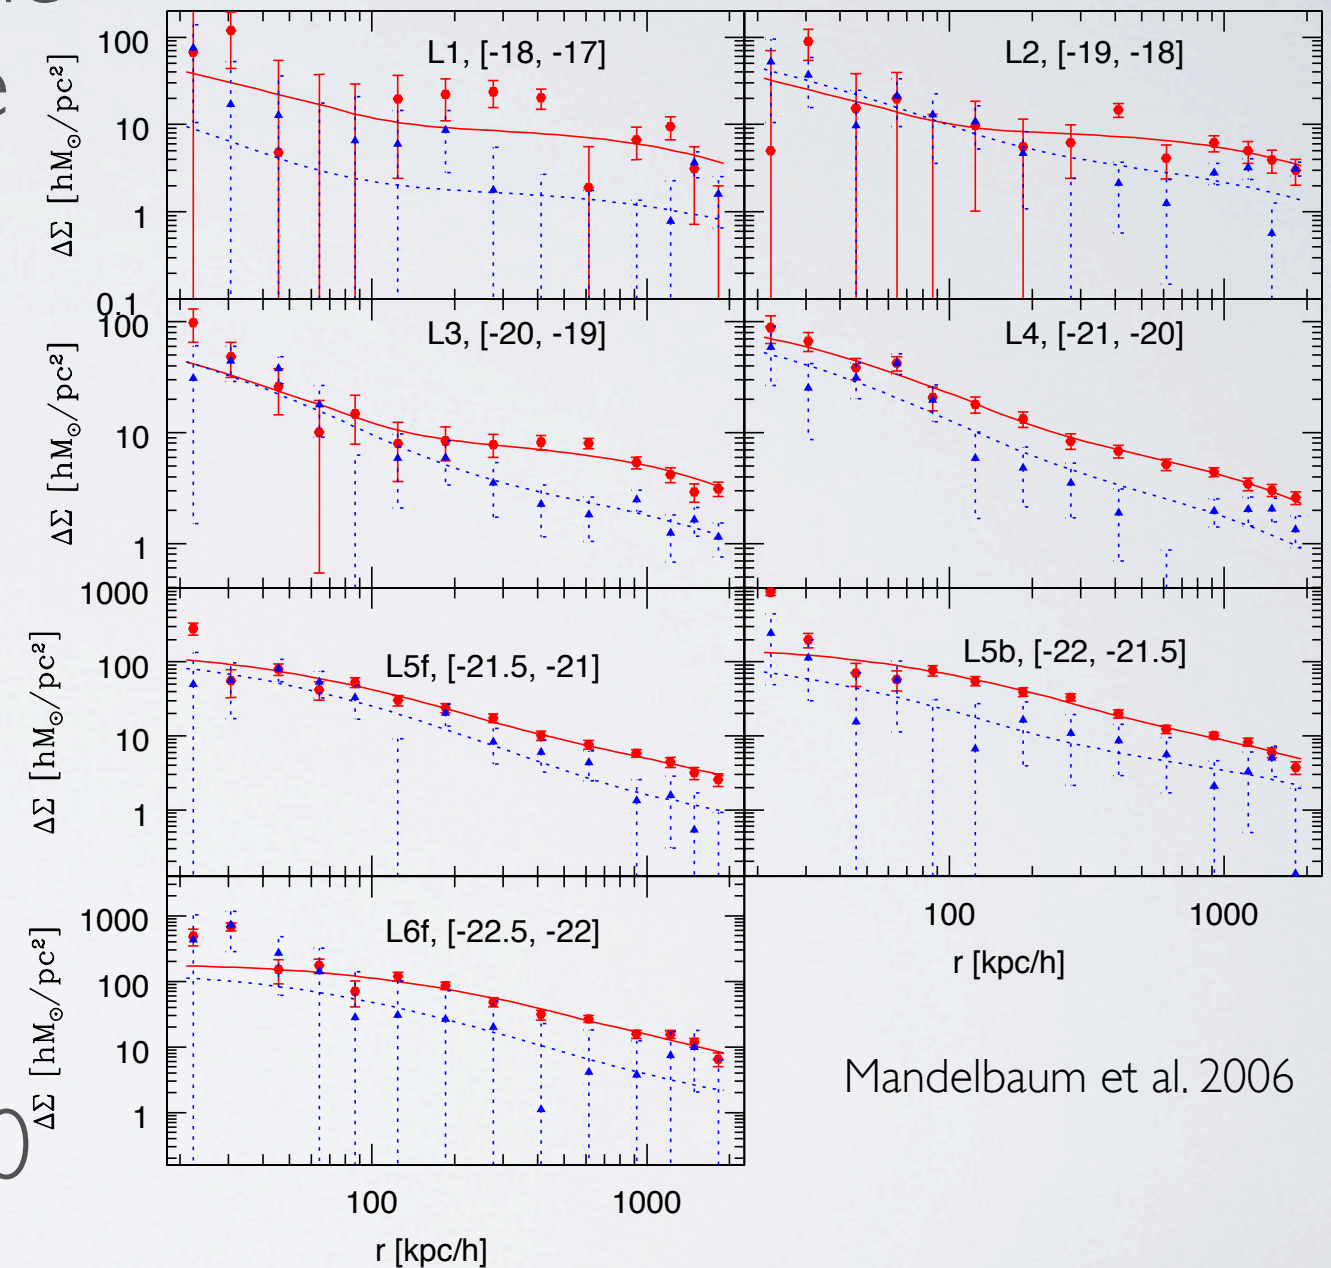 ΔΣ [hM☉/pc²]
100
10
1
0.1
L1, [-18, -17]
L2, [-19, -18]
ΔΣ [hM☉/pc²]
100
10
1
L3, [-20, -19]
L4, [-21, -20]
ΔΣ [hM☉/pc²]
1000
100
10
1
L5f, [-21.5, -21]
L5b, [-22, -21.5]
ΔΣ [hM☉/pc²]
1000
100
10
1
L6f, [-22.5, -22]
100 1000
r [kpc/h]
Mandelbaum et al. 2006
100 1000
r [kpc/h]